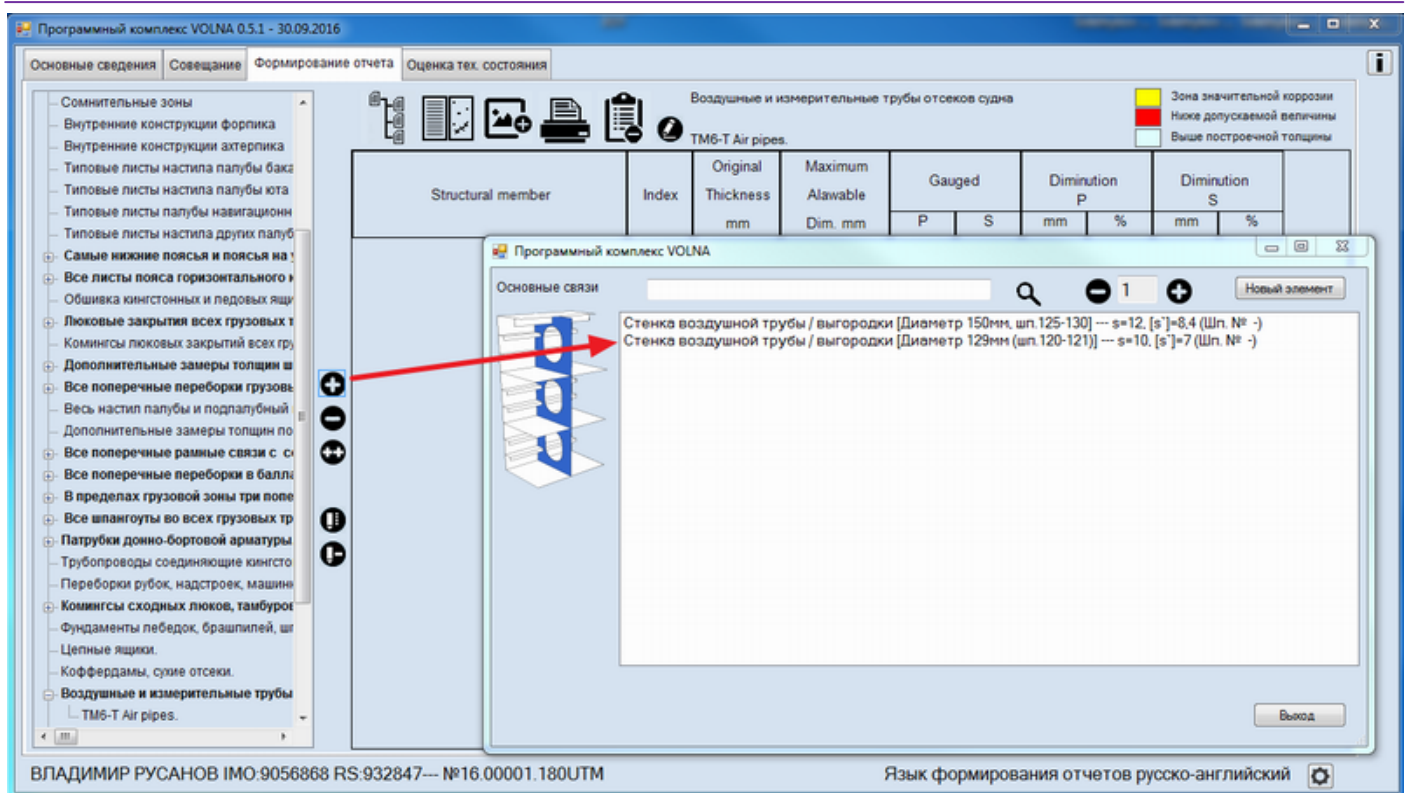 Программный комплекс VOLNA 0.5.1 - 30.09.2016
Основные сведения Совещание Формирование отчета Оценка тех. состояния
Сомнительные зоны
Внутренние конструкции форпика
Внутренние конструкции ахтерпика
Типовые листы настила палубы бака
Типовые листы настила палубы юта
Типовые листы палубы навигационн
Типовые листы настила других палуб
Самые нижние поясья и поясья на
Все листы пояса горизонтального
Обшивка кингстонных и ледовых ящи
Люковые закрытия всех грузовых т
Комингсы люковых закрытий всех гру
Дополнительные замеры толщин ш
Все поперечные переборки грузовь
Весь настил палубы и подпалубный
Дополнительные замеры толщин по
Все поперечные рамные связи с
Все поперечные переборки в балла
В пределах грузовой зоны три попе
Все шпангоуты во всех грузовых тр
Патрубки донно-бортовой арматуры
Трубопроводы соединяющие кингсто
Переборки рубок, надстроек, машин
Комингсы сходных люков, тамбуров
Фундаменты лебедок, брашпилей, шг
Цепные ящики.
Коффердамы, сухие отсеки.
Воздушные и измерительные трубы
TM6-T Air pipes.
Воздушные и измерительные трубы отсеков судна
TM6-T Air pipes.
Зона значительной коррозии
Ниже допускаемой величины
Выше построечной толщины
Structural member
Index
Original
Thickness
mm
Maximum
Alawable
Dim. mm
Gauged
P S
Diminution
P
mm %
Diminution
S
mm %
Программный комплекс VOLNA
Основные связи
1
Новый элемент
Стенка воздушной трубы / выгородки [Диаметр 150мм, шп.125-130] --- s=12, [s`]=8,4 (Шп. № -)
Стенка воздушной трубы / выгородки [Диаметр 129мм (шп.120-121)] --- s=10, [s`]=7 (Шп. № -)
Выход
ВЛАДИМИР РУСАНОВ IMO:9056868 RS:932847--- №16.00001.180UTM
Язык формирования отчетов русско-английский